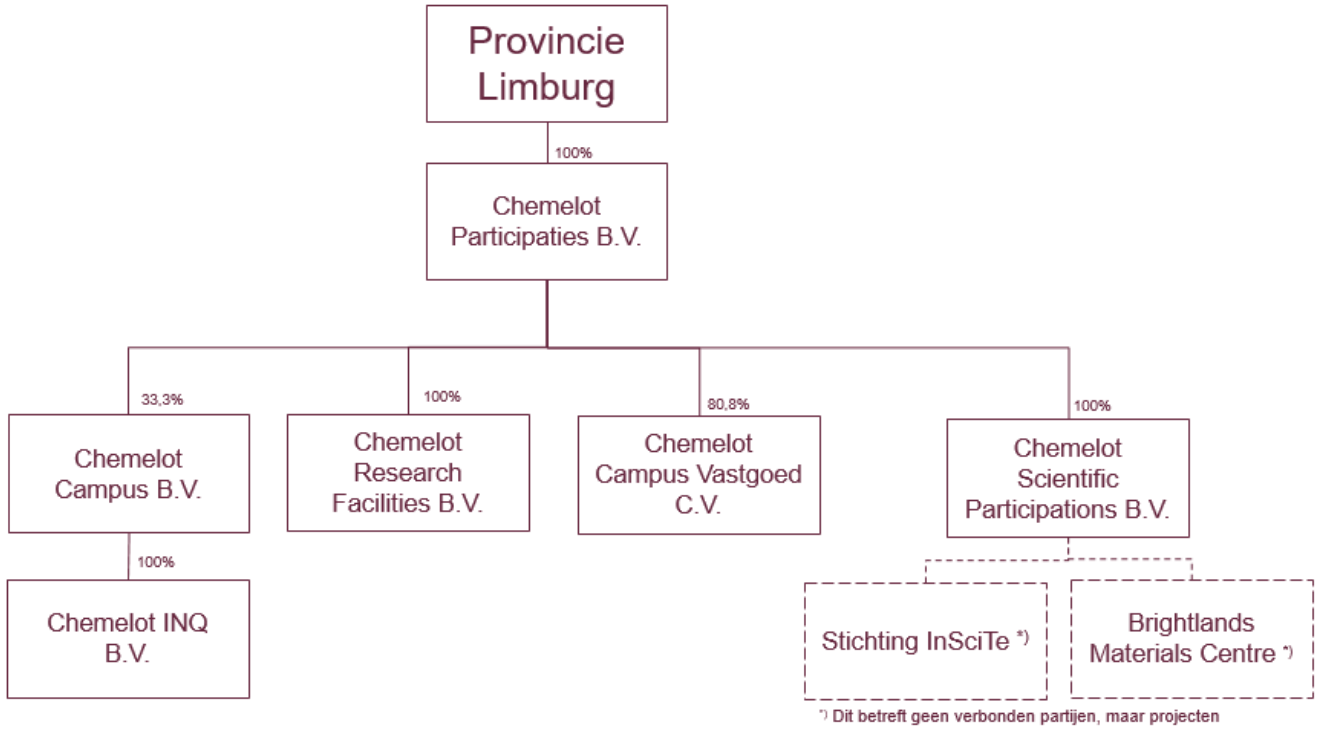 Provincie
Limburg
100%
Chemelot
Participaties B.V.
33,3%
100%
80,8%
100%
Chemelot
Campus B.V.
Chemelot
Research
Facilities B.V.
Chemelot
Campus Vastgoed
C.V.
Chemelot
Scientific
Participations B.V.
100%
Chemelot INQ
B.V.
Stichting InSciTe *)
Brightlands
Materials Centre *)
*) Dit betreft geen verbonden partijen, maar projecten